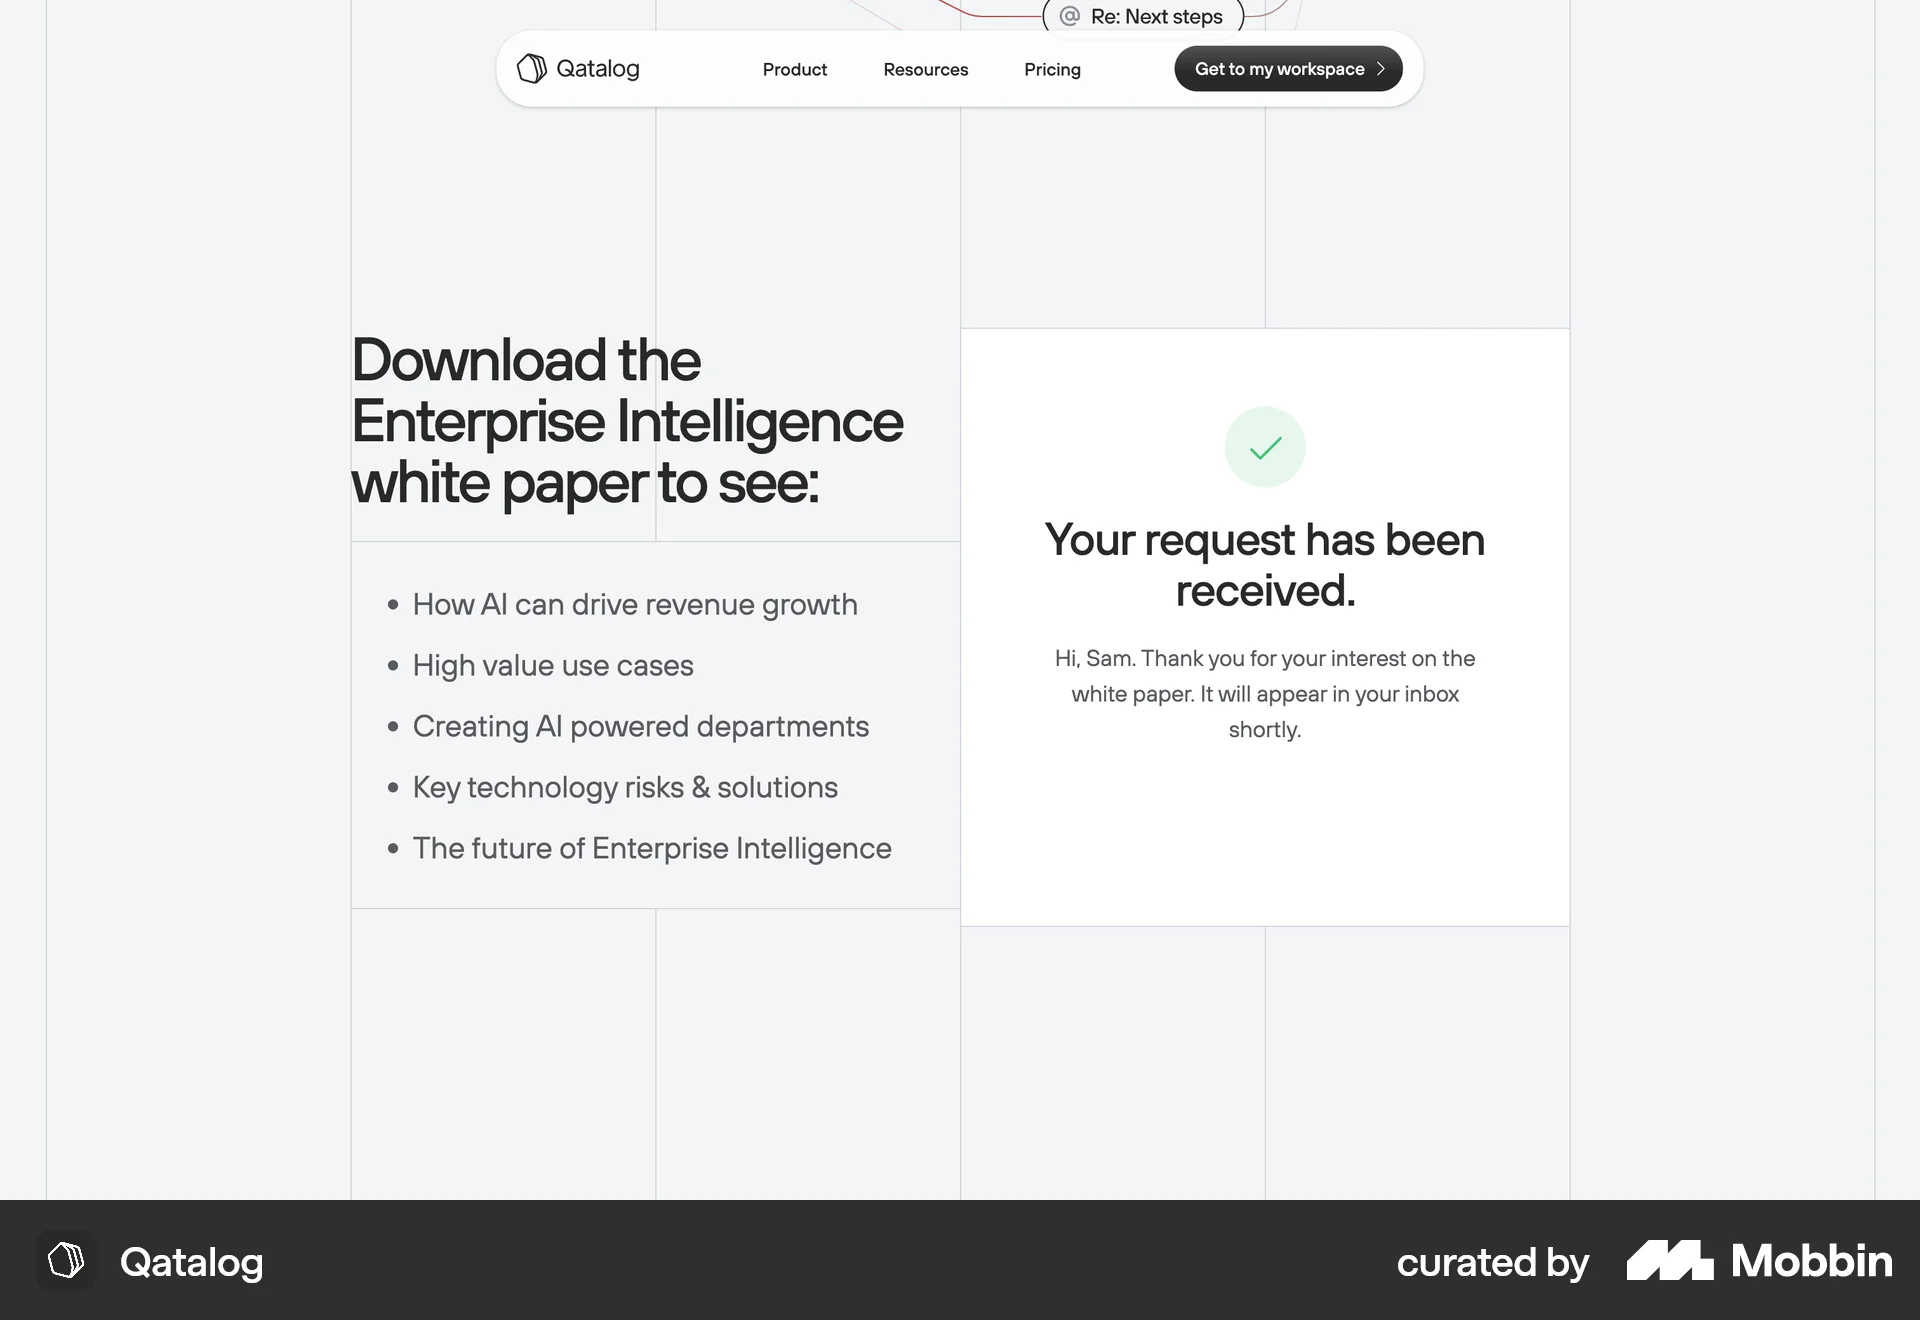 @ Re: Next steps
Qatalog
Product
Resources
Pricing
Get to my workspace
Download the
Enterprise Intelligence
white paper to see:
• How AI can drive revenue growth
• High value use cases
• Creating AI powered departments
• Key technology risks & solutions
• The future of Enterprise Intelligence
Your request has been
received.
Hi, Sam. Thank you for your interest on the
white paper. It will appear in your inbox
shortly.
Qatalog
curated by
Mobbin